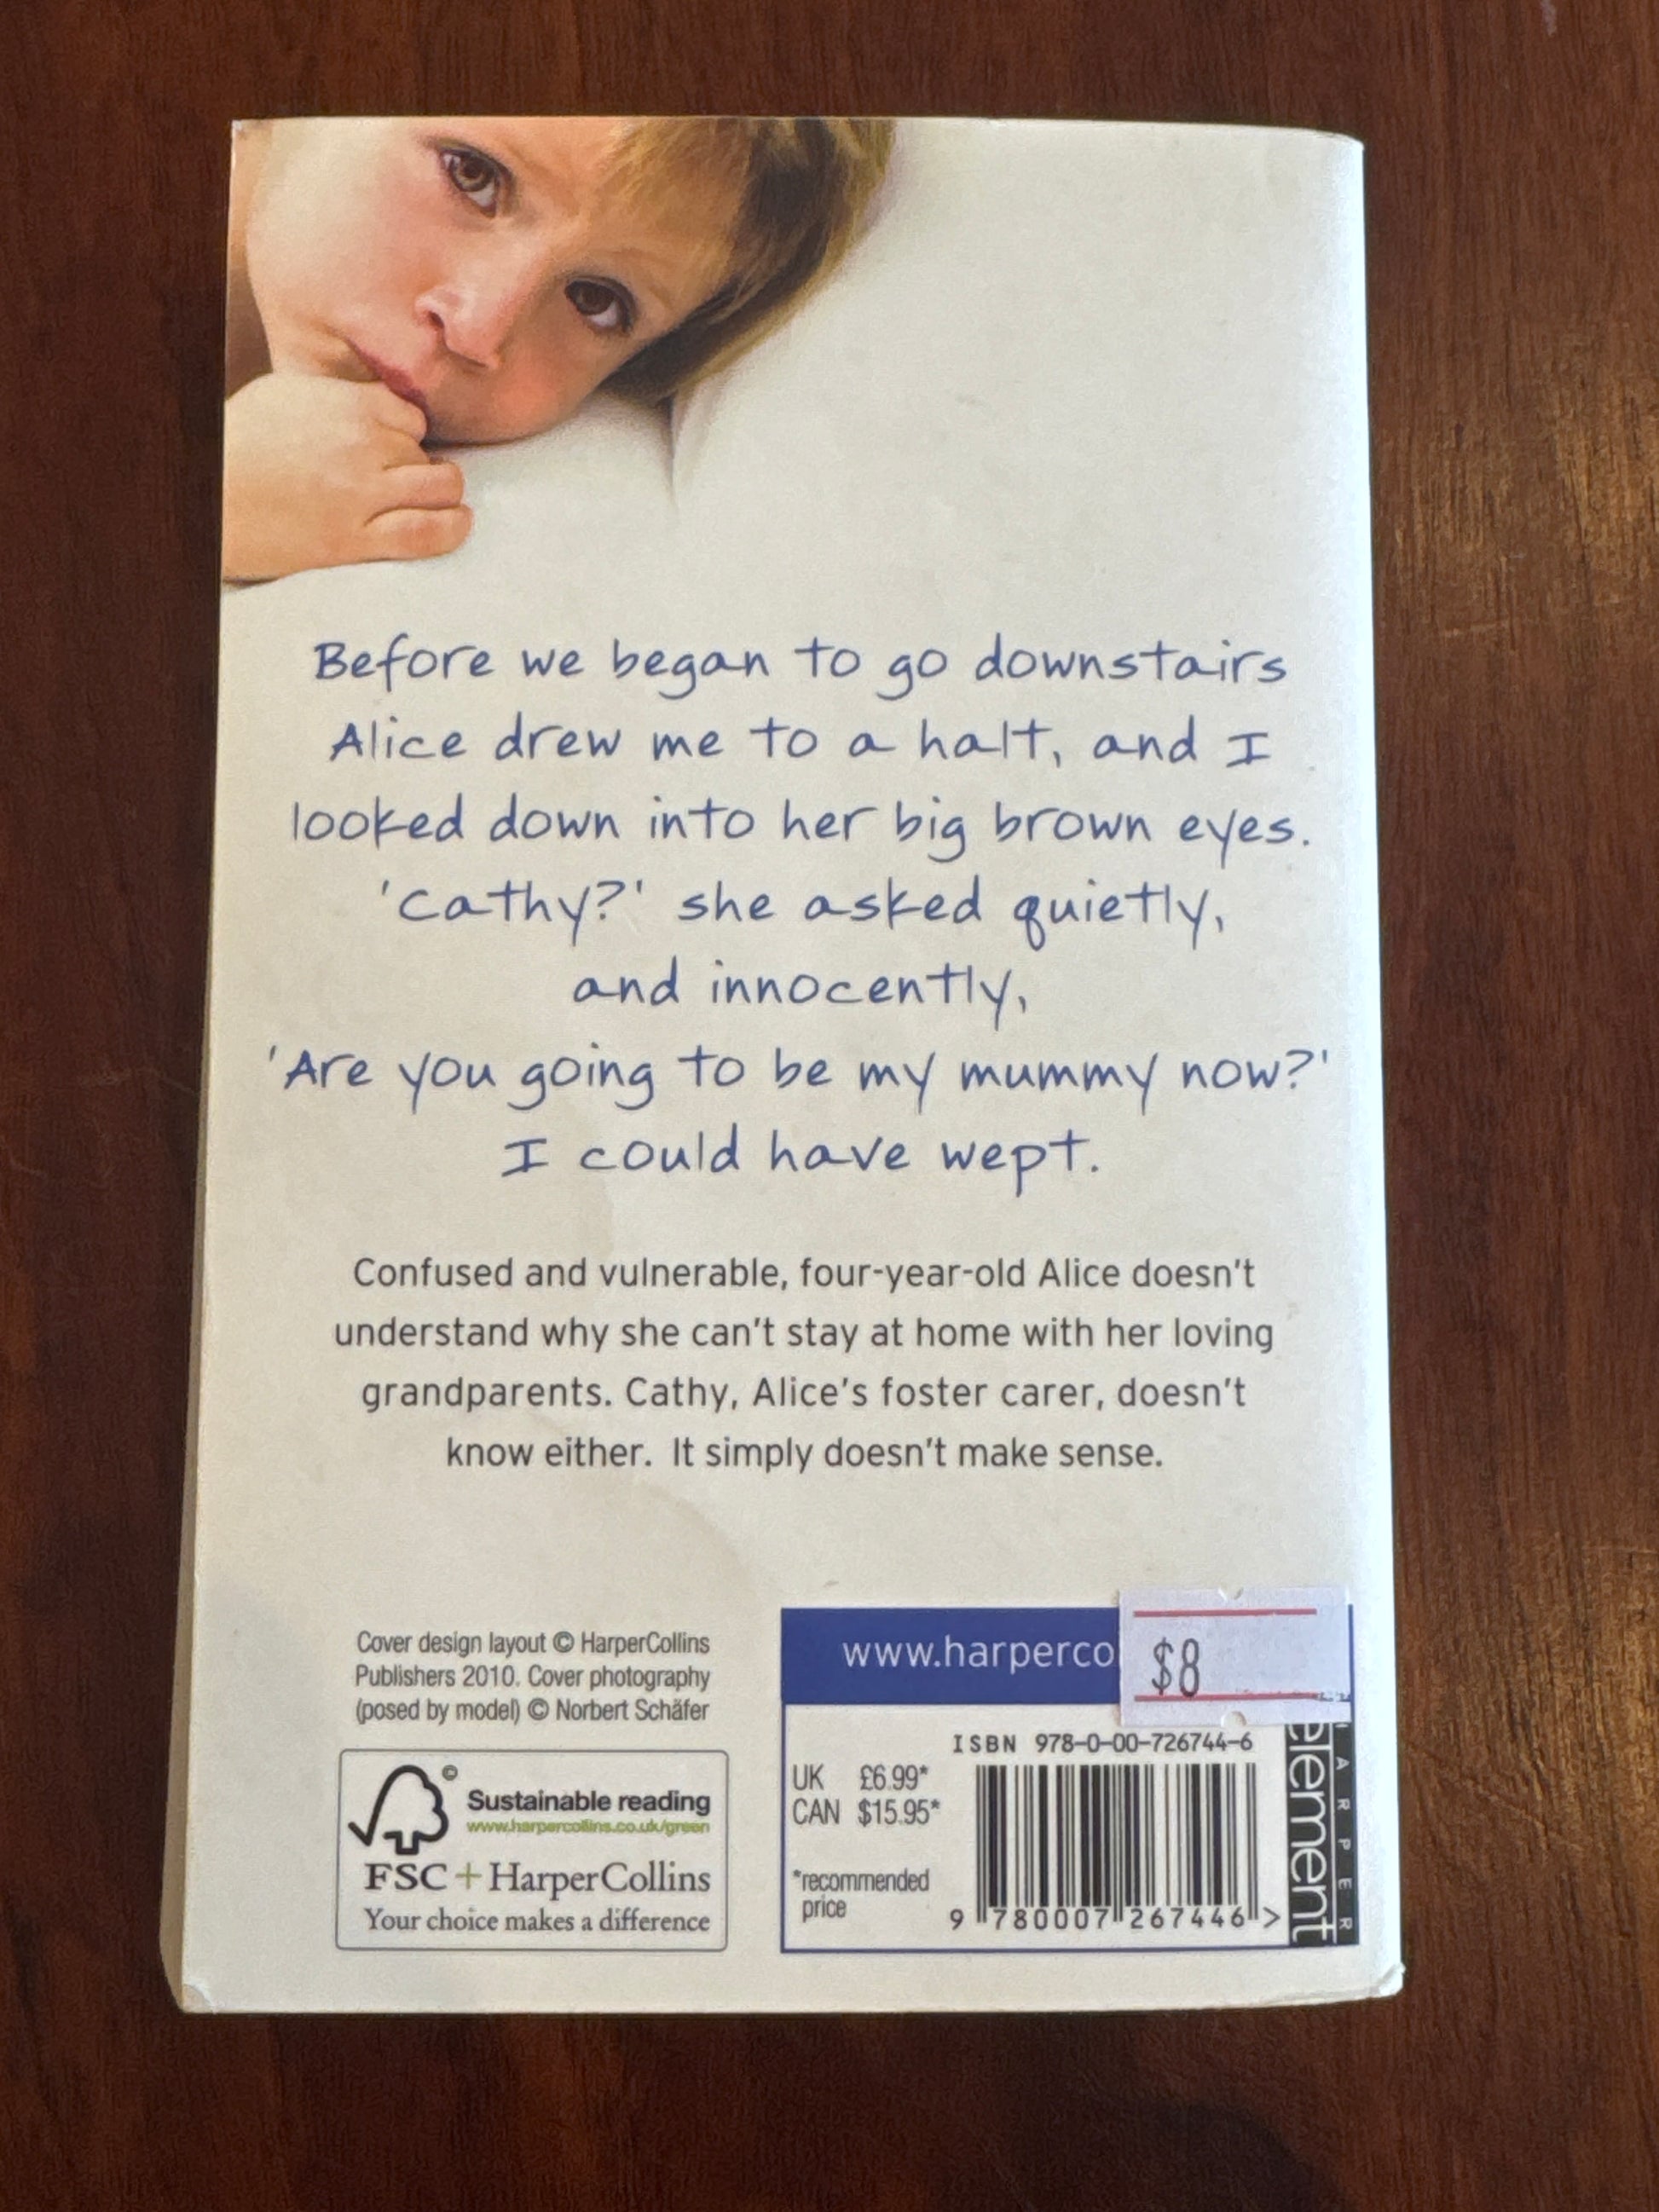 Before we began to go downstairs
Alice drew me to a halt, and I
looked down into her big brown eyes.
'Cathy?' she asked quietly,
and innocently,
'Are you going to be my mummy now?'
I could have wept.
Confused and vulnerable, four-year-old Alice doesn't
understand why she can't stay at home with her loving
grandparents. Cathy, Alice's foster carer, doesn't
know either. It simply doesn't make sense.
Cover design layout © HarperCollins
Publishers 2010. Cover photography
(posed by model) © Norbert Schäfer
©
Sustainable reading
www.harpercollins.co.uk/green
FSC + HarperCollins
Your choice makes a difference
www.harperco
$8
ISBN 978-0-00-726744-6
UK £6.99*
CAN $15.95*
*recommended
price
9 780007 267446 >
element
ARPER